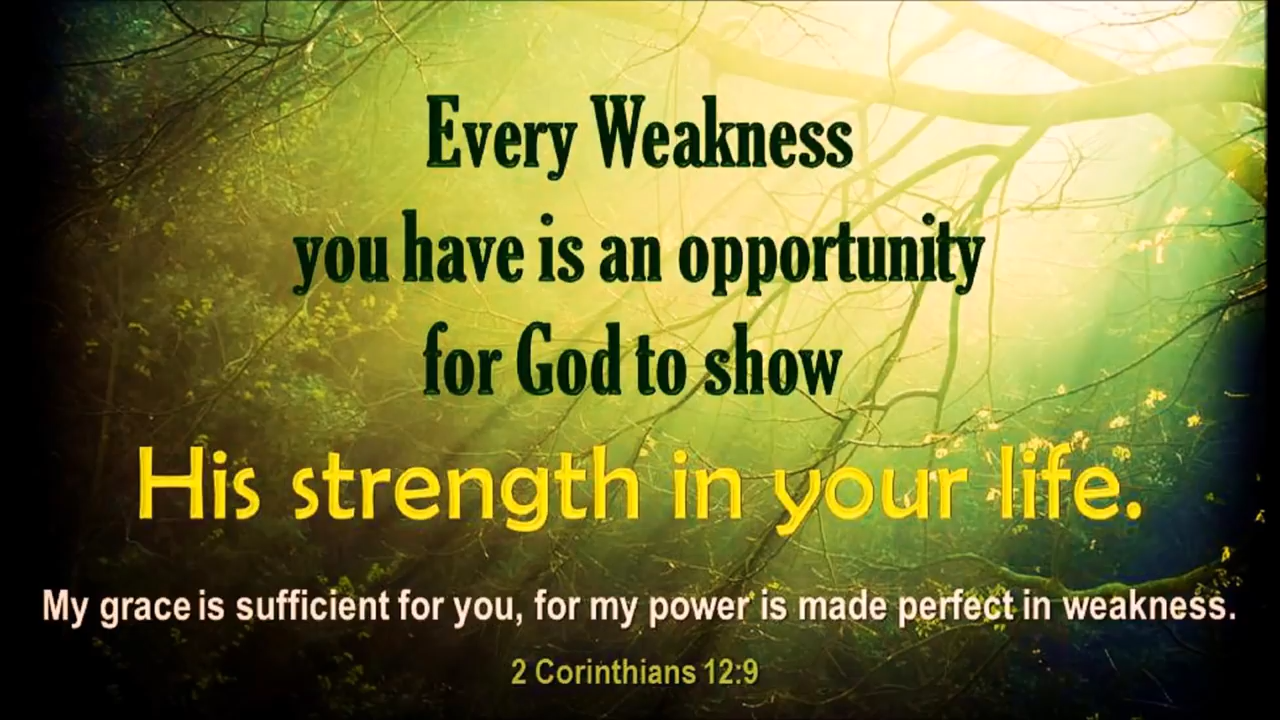 Every Weakness
you have is an opportunity
for God to show
His strength in your life.
My grace is sufficient for you, for my power is made perfect in weakness.
2 Corinthians 12:9